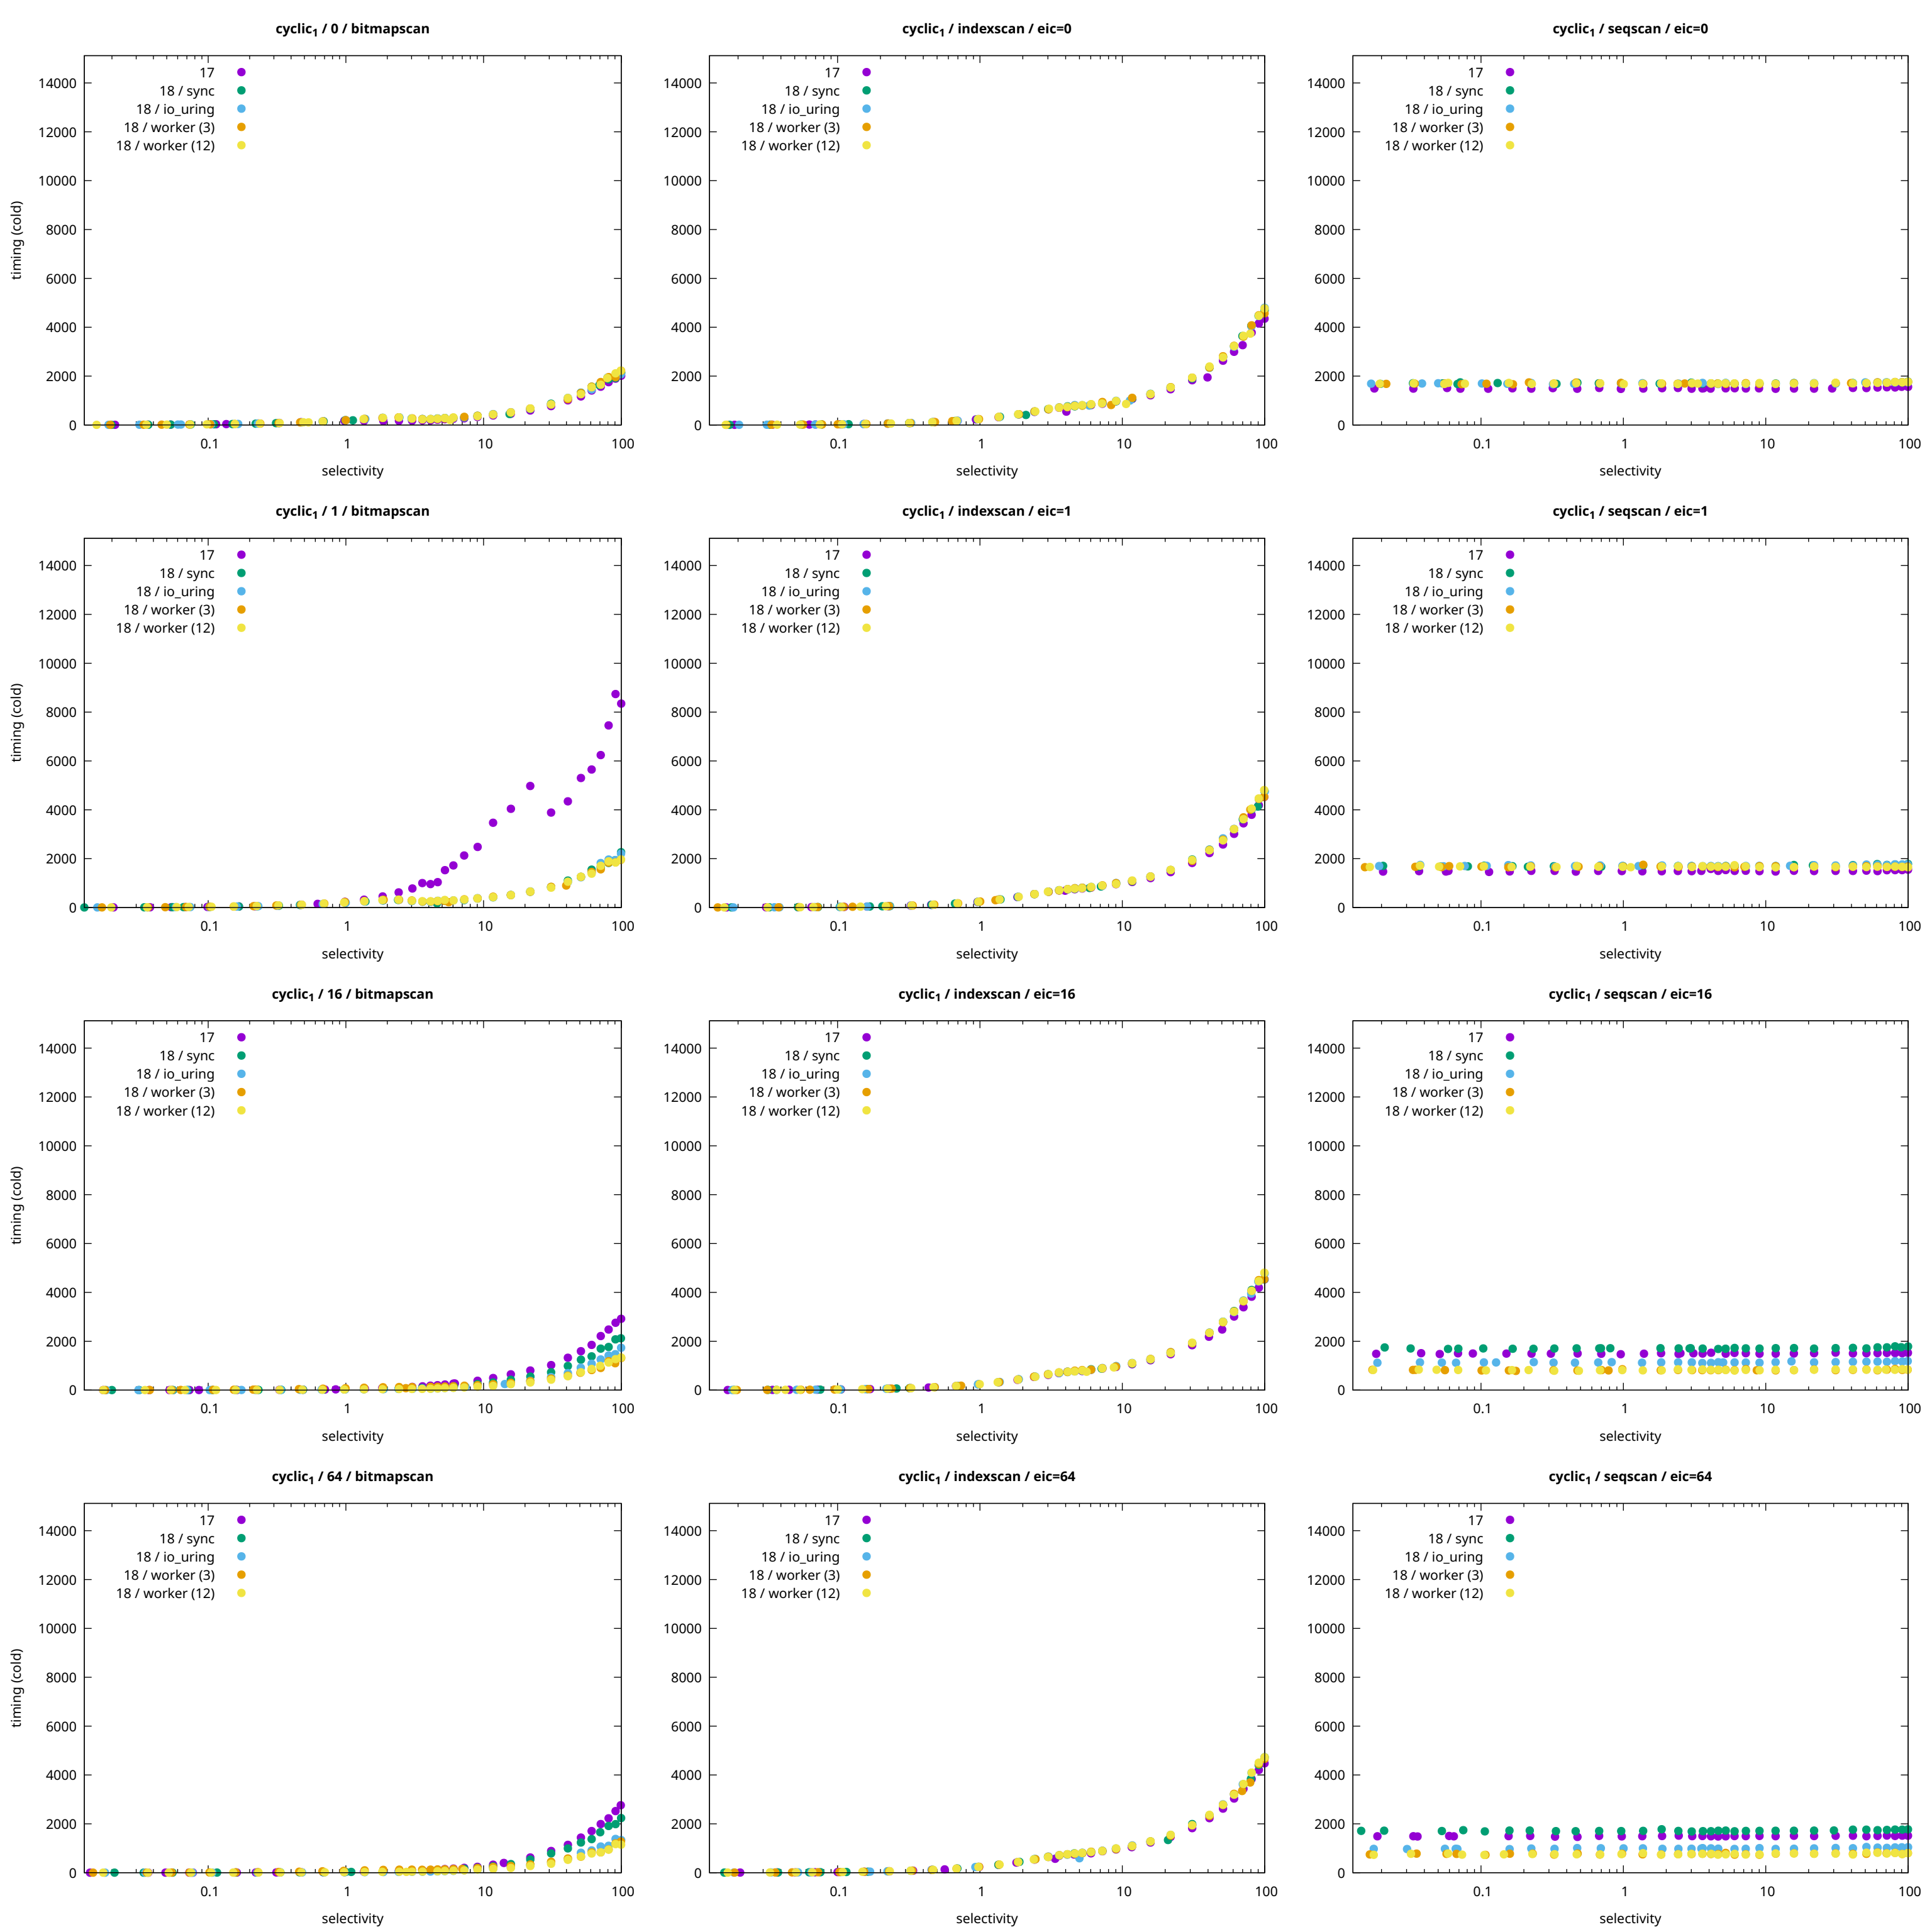 cyclic1 / 0 / bitmapscan
timing (cold)
14000
12000
10000
8000
6000
4000
2000
0
17
18 / sync
18 / io_uring
18 / worker (3)
18 / worker (12)
0.1 1 10 100
selectivity
cyclic1 / indexscan / eic=0
14000
12000
10000
8000
6000
4000
2000
0
17
18 / sync
18 / io_uring
18 / worker (3)
18 / worker (12)
0.1 1 10 100
selectivity
cyclic1 / seqscan / eic=0
14000
12000
10000
8000
6000
4000
2000
0
17
18 / sync
18 / io_uring
18 / worker (3)
18 / worker (12)
0.1 1 10 100
selectivity
cyclic1 / 1 / bitmapscan
timing (cold)
14000
12000
10000
8000
6000
4000
2000
0
17
18 / sync
18 / io_uring
18 / worker (3)
18 / worker (12)
0.1 1 10 100
selectivity
cyclic1 / indexscan / eic=1
14000
12000
10000
8000
6000
4000
2000
0
17
18 / sync
18 / io_uring
18 / worker (3)
18 / worker (12)
0.1 1 10 100
selectivity
cyclic1 / seqscan / eic=1
14000
12000
10000
8000
6000
4000
2000
0
17
18 / sync
18 / io_uring
18 / worker (3)
18 / worker (12)
0.1 1 10 100
selectivity
cyclic1 / 16 / bitmapscan
timing (cold)
14000
12000
10000
8000
6000
4000
2000
0
17
18 / sync
18 / io_uring
18 / worker (3)
18 / worker (12)
0.1 1 10 100
selectivity
cyclic1 / indexscan / eic=16
14000
12000
10000
8000
6000
4000
2000
0
17
18 / sync
18 / io_uring
18 / worker (3)
18 / worker (12)
0.1 1 10 100
selectivity
cyclic1 / seqscan / eic=16
14000
12000
10000
8000
6000
4000
2000
0
17
18 / sync
18 / io_uring
18 / worker (3)
18 / worker (12)
0.1 1 10 100
selectivity
cyclic1 / 64 / bitmapscan
timing (cold)
14000
12000
10000
8000
6000
4000
2000
0
17
18 / sync
18 / io_uring
18 / worker (3)
18 / worker (12)
0.1 1 10 100
selectivity
cyclic1 / indexscan / eic=64
14000
12000
10000
8000
6000
4000
2000
0
17
18 / sync
18 / io_uring
18 / worker (3)
18 / worker (12)
0.1 1 10 100
selectivity
cyclic1 / seqscan / eic=64
14000
12000
10000
8000
6000
4000
2000
0
17
18 / sync
18 / io_uring
18 / worker (3)
18 / worker (12)
0.1 1 10 100
selectivity